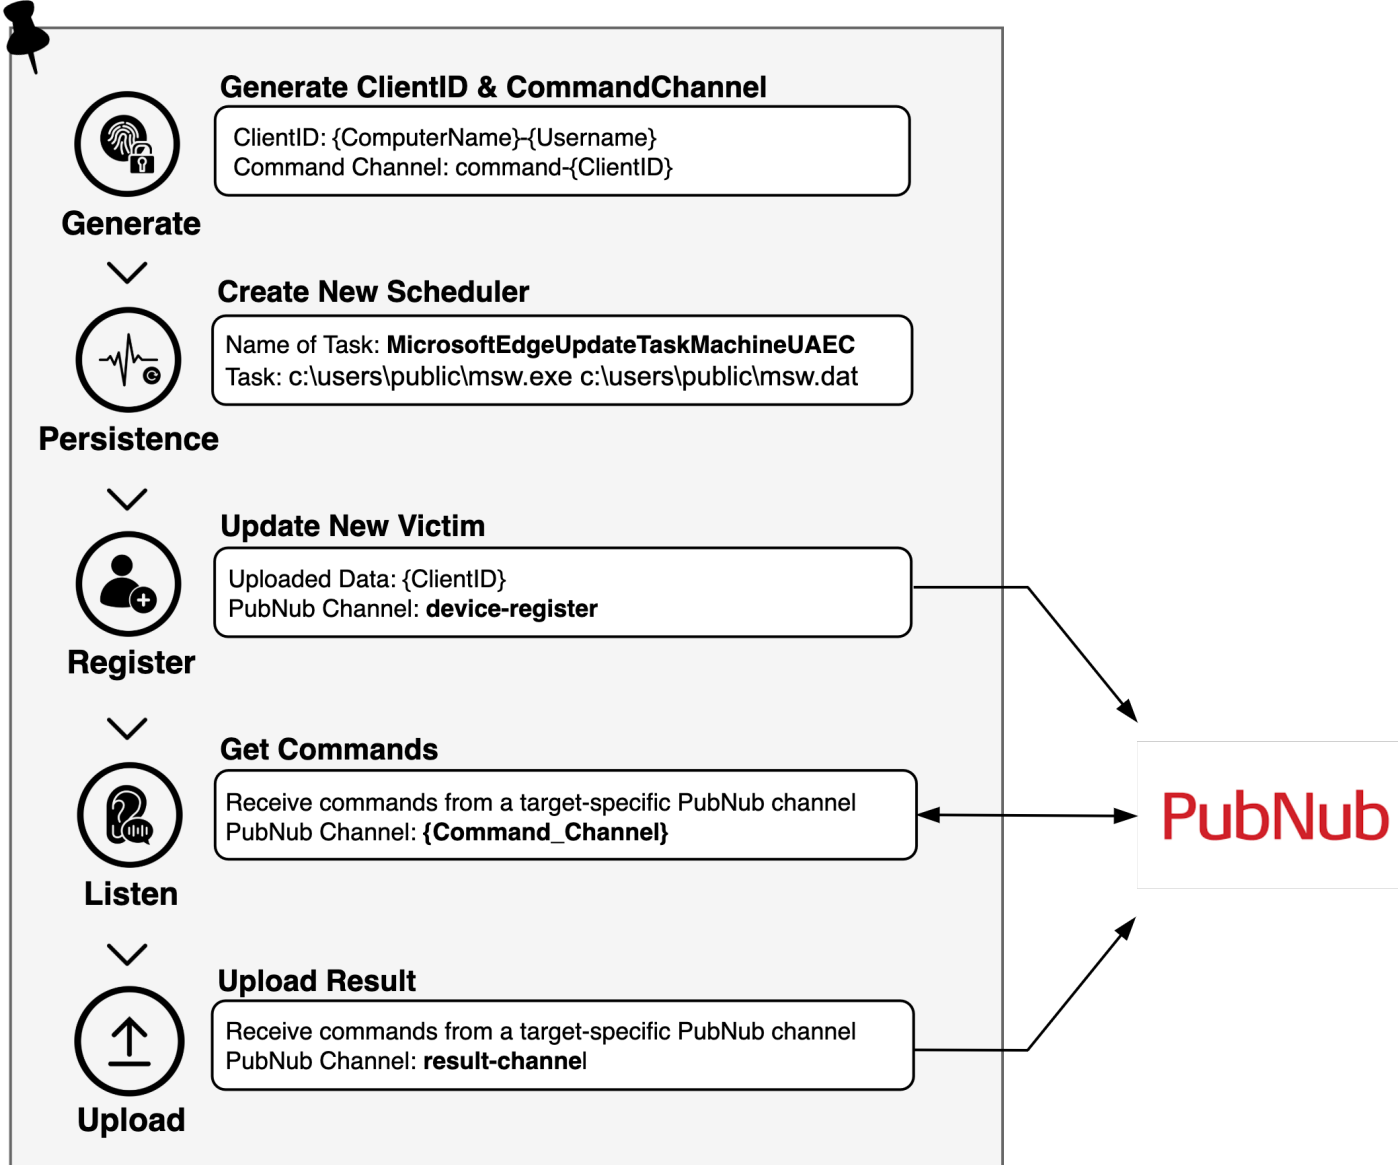 Generate ClientID & CommandChannel
ClientID: {ComputerName}-{Username}
Command Channel: command-{ClientID}
Generate
Create New Scheduler
Name of Task: MicrosoftEdgeUpdateTaskMachineUAEC
Task: c:\users\public\msw.exe c:\users\public\msw.dat
Persistence
Update New Victim
Uploaded Data: {ClientID}
PubNub Channel: device-register
Register
Get Commands
Receive commands from a target-specific PubNub channel
PubNub Channel: {Command_Channel}
PubNub
Listen
Upload Result
Receive commands from a target-specific PubNub channel
PubNub Channel: result-channel
Upload